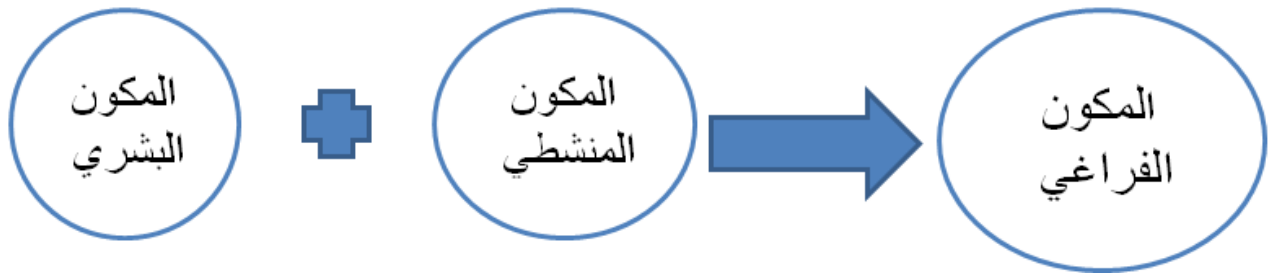 المكون
البشري
المكون
المنشطي
المكون
الفراغي